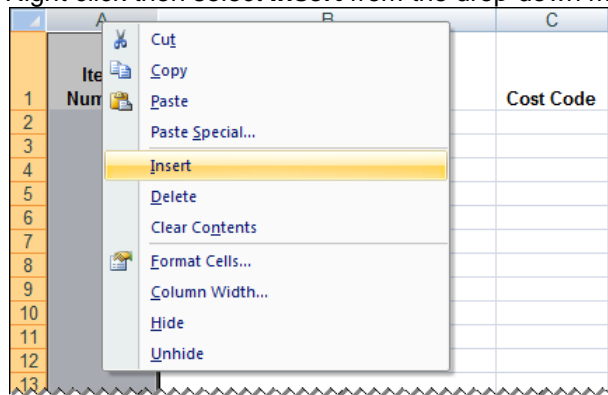 Right click then select Insert from the drop-down m
A B C
Cut
Copy
Ite
1 Num Paste Cost Code
2 Paste Special...
3
4 Insert
5 Delete
6 Clear Contents
7
8 Format Cells...
9 Column Width...
10 Hide
11
12 Unhide
13